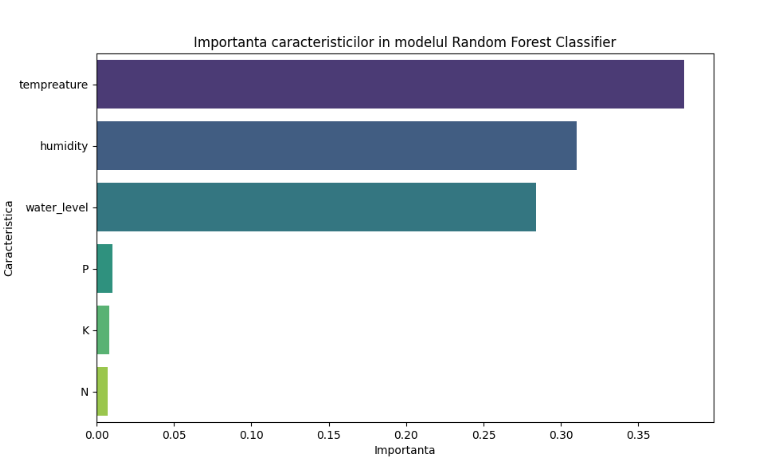 Importanta caracteristicilor in modelul Random Forest Classifier
Caracteristica
tempreature
humidity
water_level
P
K
N
0.00 0.05 0.10 0.15 0.20 0.25 0.30 0.35
Importanta